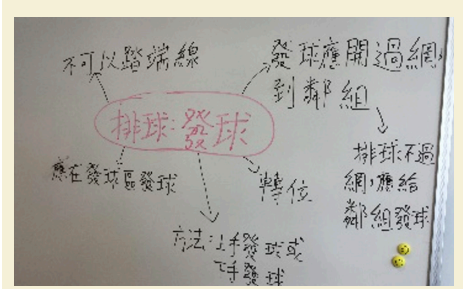 不可以踏端線
發球應開過網,
到鄰組
排球:發球
排球不過
網,應給
鄰組發球
應在發球區發球
轉位
方法:上手發球或
下手發球